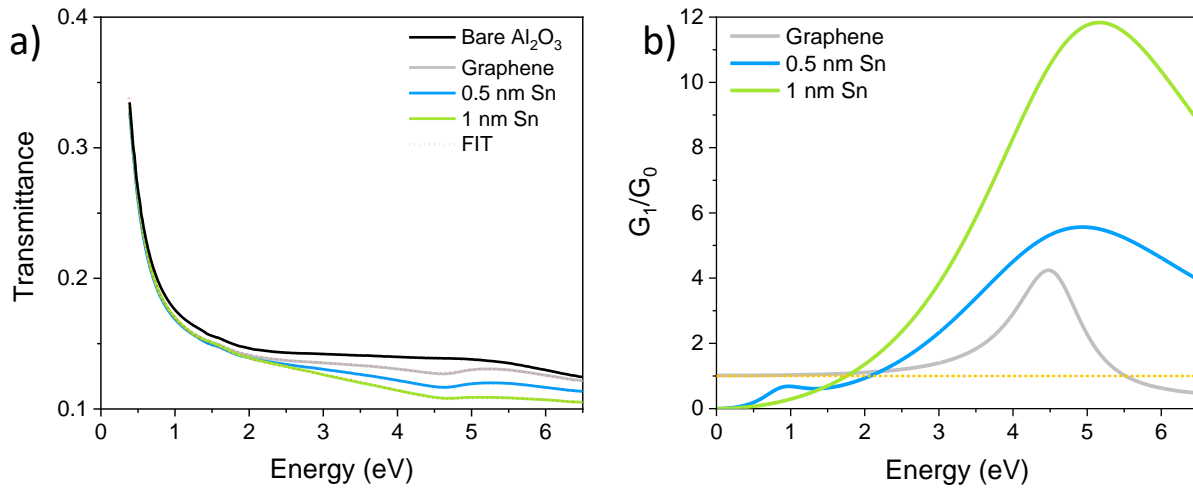 a)
0.4
0.3
0.2
0.1
Transmittance
Bare Al₂O₃
Graphene
0.5 nm Sn
1 nm Sn
FIT
0 1 2 3 4 5 6
Energy (eV)
b)
12
10
8
6
4
2
0
G₁/G₀
Graphene
0.5 nm Sn
1 nm Sn
0 1 2 3 4 5 6
Energy (eV)